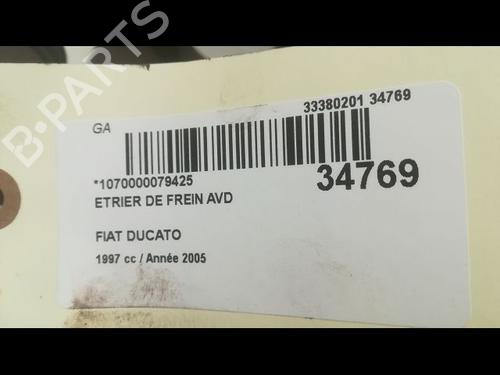 B-PARTS
GA
33380201 34769
*1070000079425
34769
ETRIER DE FREIN AVD
FIAT DUCATO
1997 cc / Année 2005